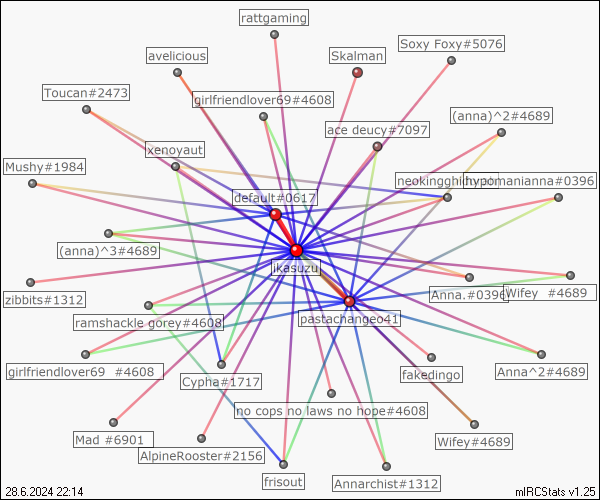 rattgaming
Soxy Foxy#5076
avelicious
Skalman
Toucan#2473
girlfriendlover69#4608
(anna)^2#4689
ace deucy#7097
xenoyaut
Mushy#1984
hypomanianna#0396
default#0617
(anna)^3#4689
ikasuzu
zibbits#1312
Anna.#0396
Wifey #4689
ramshackle gorey#4608
pastachange041
girlfriendlover69 #4608
Cypha#1717
fakedingo
Anna^2#4689
no cops no laws no hope#4608
Mad #6901
AlpineRooster#2156
Wifey#4689
frisout
Annarchist#1312
28.6.2024 22:14
mIRCStats v1.25